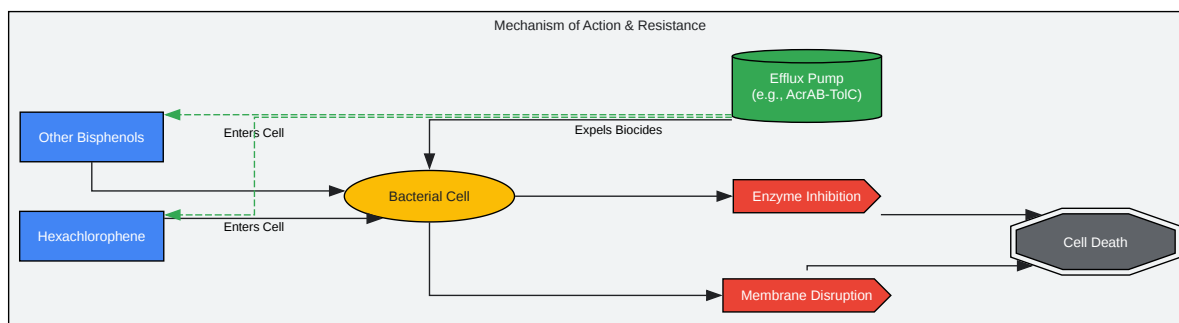 Mechanism of Action & Resistance
Efflux Pump
(e.g., AcrAB-TolC)
Other Bisphenols
Enters Cell
Expels Biocides
Bacterial Cell
Enzyme Inhibition
Hexachlorophene
Enters Cell
Cell Death
Membrane Disruption